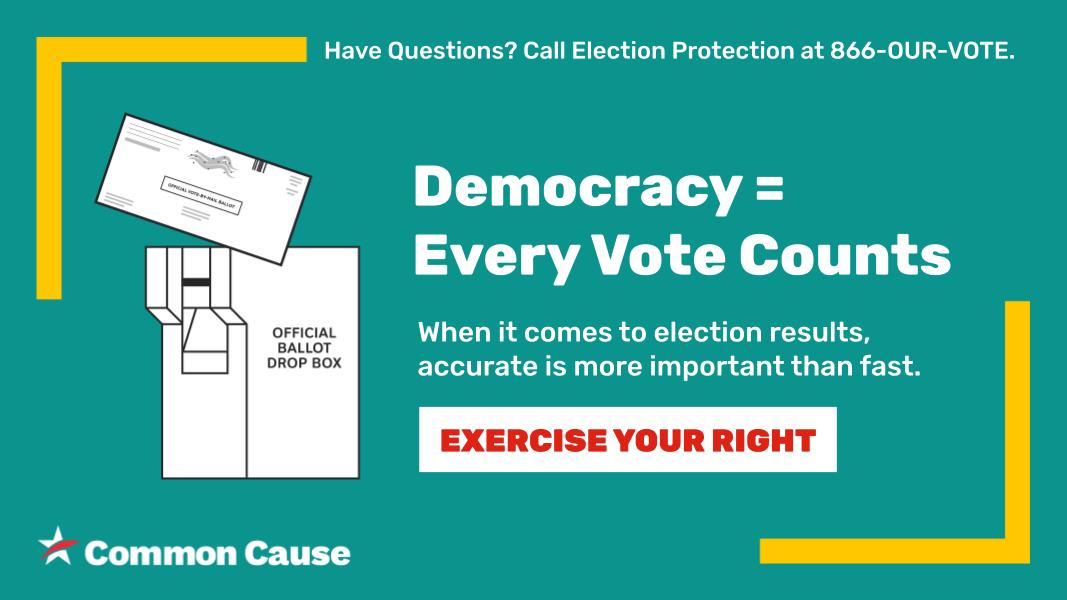 Have Questions? Call Election Protection at 866-OUR-VOTE.
OFFICIAL VOTE-BY-MAIL BALLOT
Democracy =
Every Vote Counts
OFFICIAL
BALLOT
DROP BOX
When it comes to election results,
accurate is more important than fast.
EXERCISE YOUR RIGHT
Common Cause